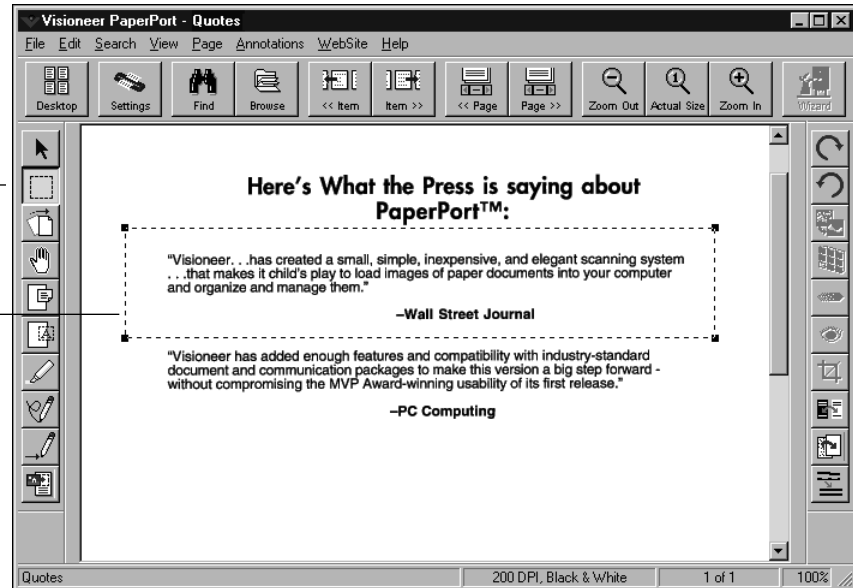 Visioneer PaperPort - Quotes
File Edit Search View Page Annotations WebSite Help
Desktop Settings Find Browse << Item Item >> << Page Page >> Zoom Out Actual Size Zoom In Wizard
Here's What the Press is saying about
PaperPort™:
"Visioneer. . .has created a small, simple, inexpensive, and elegant scanning system
. . .that makes it child's play to load images of paper documents into your computer
and organize and manage them."
–Wall Street Journal
"Visioneer has added enough features and compatibility with industry-standard
document and communication packages to make this version a big step forward -
without compromising the MVP Award-winning usability of its first release."
–PC Computing
Quotes 200 DPI, Black & White 1 of 1 100%